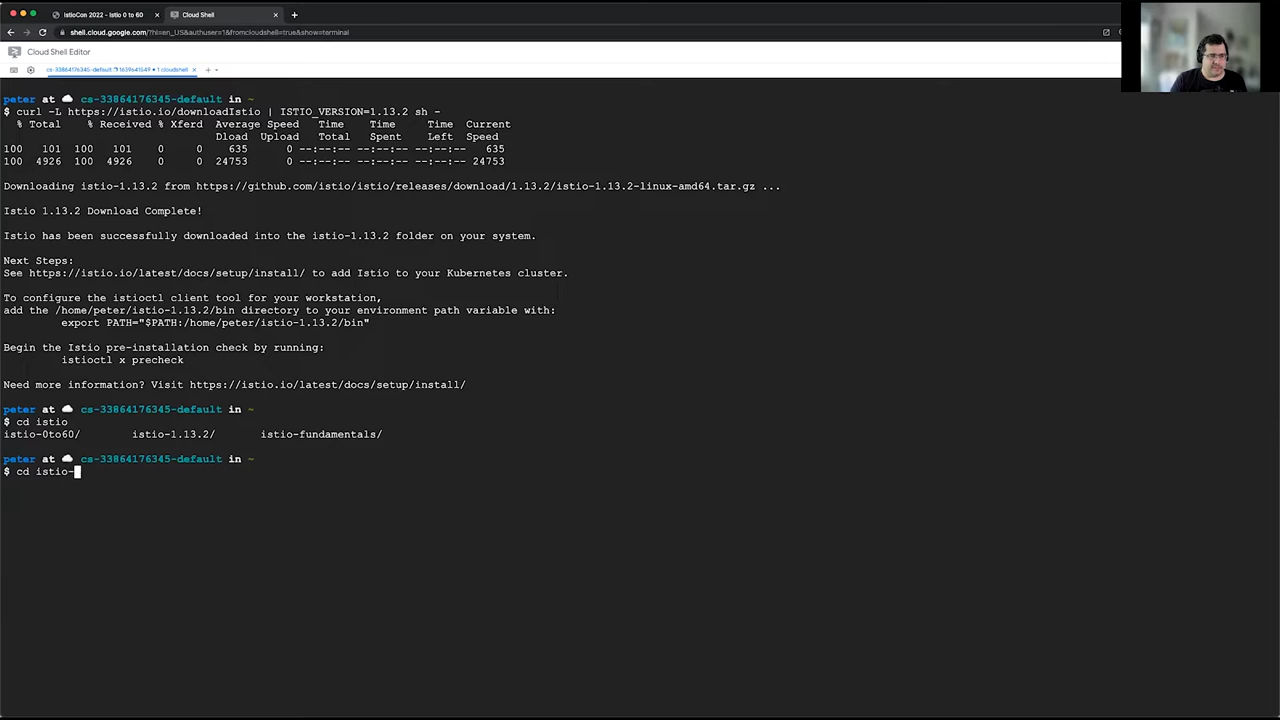 IstioCon 2022 - Istio 0 to 60
Cloud Shell
shell.cloud.google.com/?hl=en_US&authuser=1&fromcloudshell=true&show=terminal
Cloud Shell Editor
cs-33864176345-default
peter at cs-33864176345-default in ~
$ curl -L https://istio.io/downloadIstio | ISTIO_VERSION=1.13.2 sh -
% Total % Received % Xferd Average Speed Time Time Time Current
Dload Upload Total Spent Left Speed
100 101 100 101 0 0 635 0 --:--:-- --:--:-- --:--:-- 635
100 4926 100 4926 0 0 24753 0 --:--:-- --:--:-- --:--:-- 24753
Downloading istio-1.13.2 from https://github.com/istio/istio/releases/download/1.13.2/istio-1.13.2-linux-amd64.tar.gz ...
Istio 1.13.2 Download Complete!
Istio has been successfully downloaded into the istio-1.13.2 folder on your system.
Next Steps:
See https://istio.io/latest/docs/setup/install/ to add Istio to your Kubernetes cluster.
To configure the istioctl client tool for your workstation,
add the /home/peter/istio-1.13.2/bin directory to your environment path variable with:
export PATH="$PATH:/home/peter/istio-1.13.2/bin"
Begin the Istio pre-installation check by running:
istioctl x precheck
Need more information? Visit https://istio.io/latest/docs/setup/install/
peter at cs-33864176345-default in ~
$ cd istio
istio-0to60/ istio-1.13.2/ istio-fundamentals/
peter at cs-33864176345-default in ~
$ cd istio-